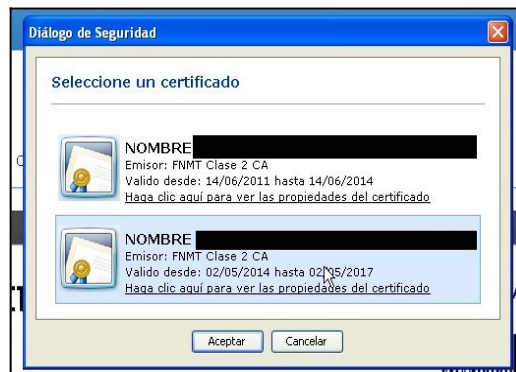 Diálogo de Seguridad
Seleccione un certificado
NOMBRE
Emisor: FNMT Clase 2 CA
Valido desde: 14/06/2011 hasta 14/06/2014
Haga clic aquí para ver las propiedades del certificado
NOMBRE
Emisor: FNMT Clase 2 CA
Valido desde: 02/05/2014 hasta 02/05/2017
Haga clic aquí para ver las propiedades del certificado
Aceptar Cancelar